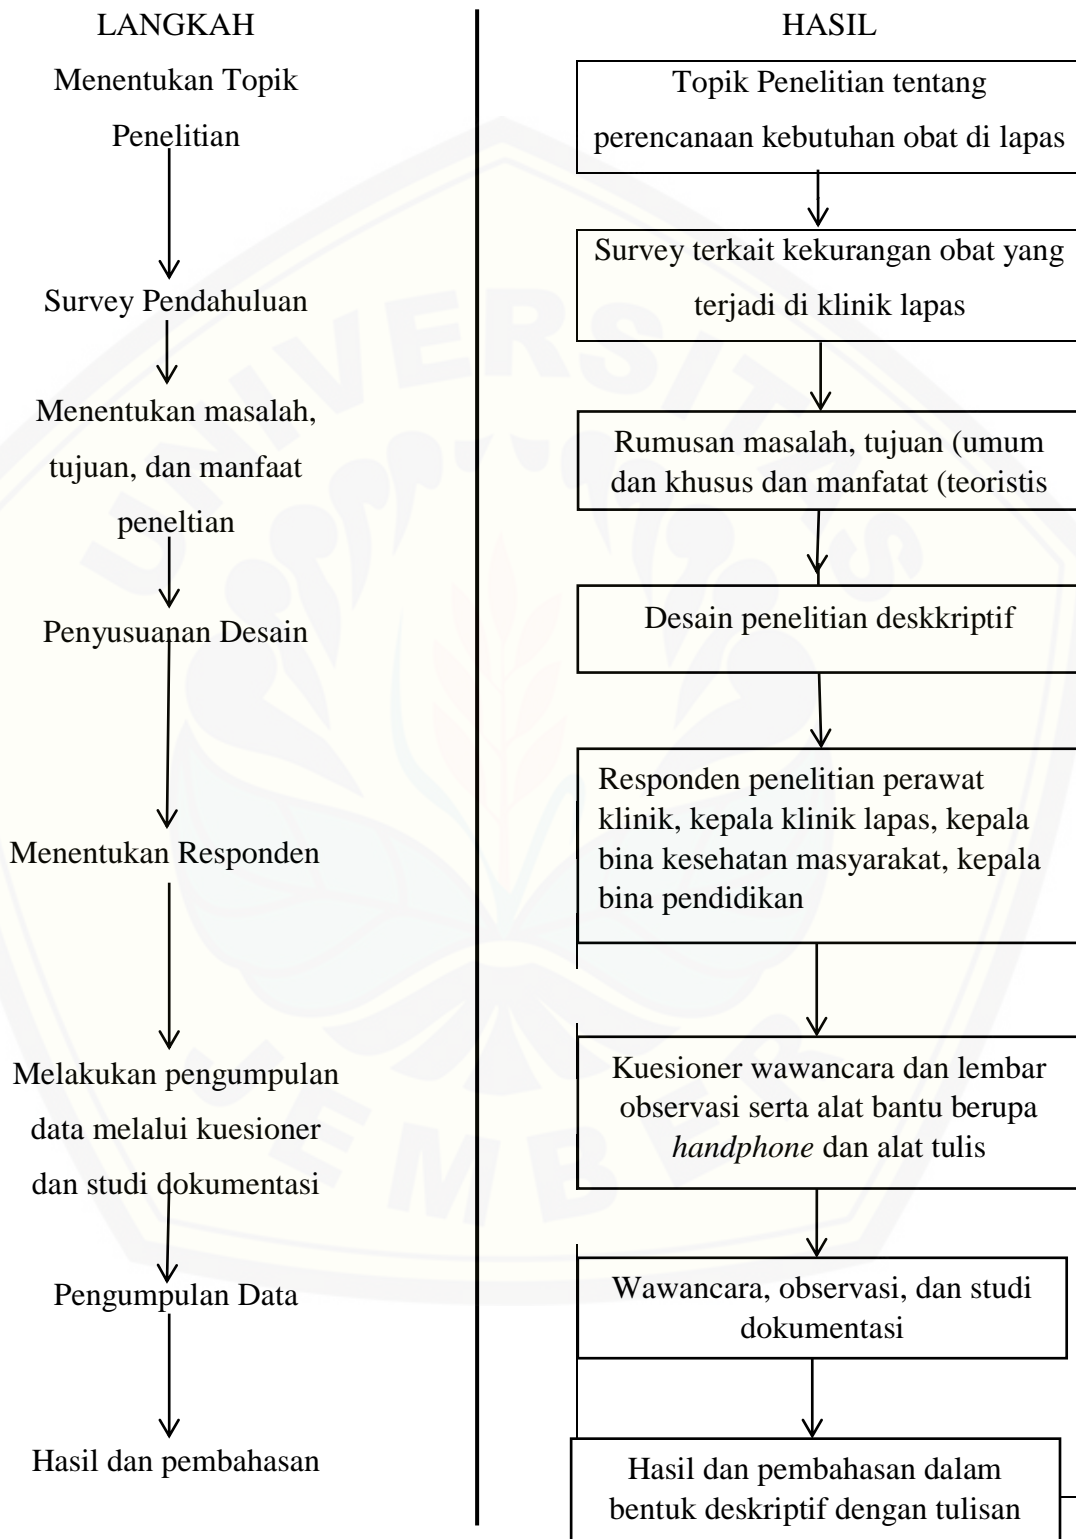 LANGKAH
Menentukan Topik
Penelitian
Survey Pendahuluan
Menentukan masalah,
tujuan, dan manfaat
peneltian
Penyusuanan Desain
Menentukan Responden
Melakukan pengumpulan
data melalui kuesioner
dan studi dokumentasi
Pengumpulan Data
Hasil dan pembahasan
HASIL
Topik Penelitian tentang
perencanaan kebutuhan obat di lapas
Survey terkait kekurangan obat yang
terjadi di klinik lapas
Rumusan masalah, tujuan (umum
dan khusus dan manfatat (teoristis
Desain penelitian deskkriptif
Responden penelitian perawat
klinik, kepala klinik lapas, kepala
bina kesehatan masyarakat, kepala
bina pendidikan
Kuesioner wawancara dan lembar
observasi serta alat bantu berupa
handphone dan alat tulis
Wawancara, observasi, dan studi
dokumentasi
Hasil dan pembahasan dalam
bentuk deskriptif dengan tulisan
UNIVERSITAS
JEMBER